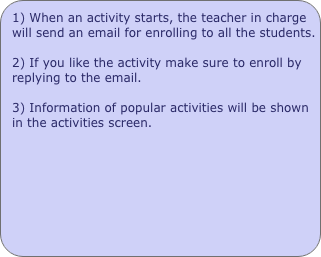 1) When an activity starts, the teacher in charge
will send an email for enrolling to all the students.
2) If you like the activity make sure to enroll by
replying to the email.
3) Information of popular activities will be shown
in the activities screen.